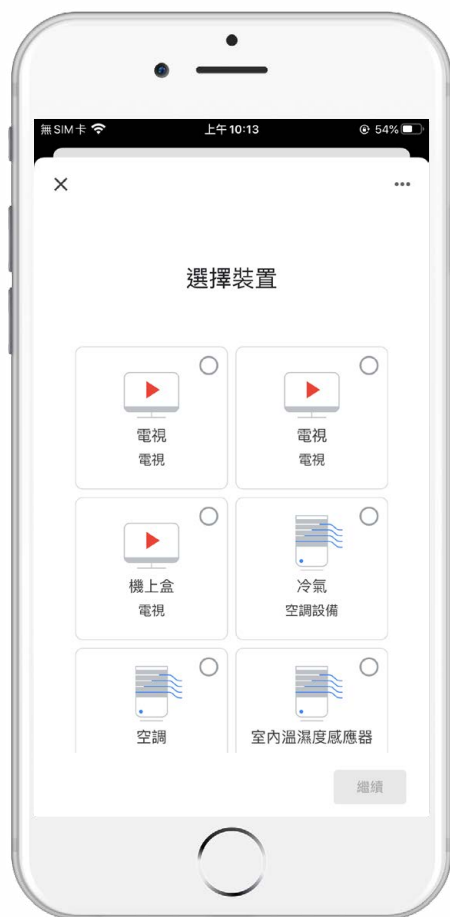 無SIM卡 上午10:13 54%
選擇裝置
電視 電視
電視 電視
機上盒 冷氣
電視 空調設備
空調 室內溫濕度感應器
繼續